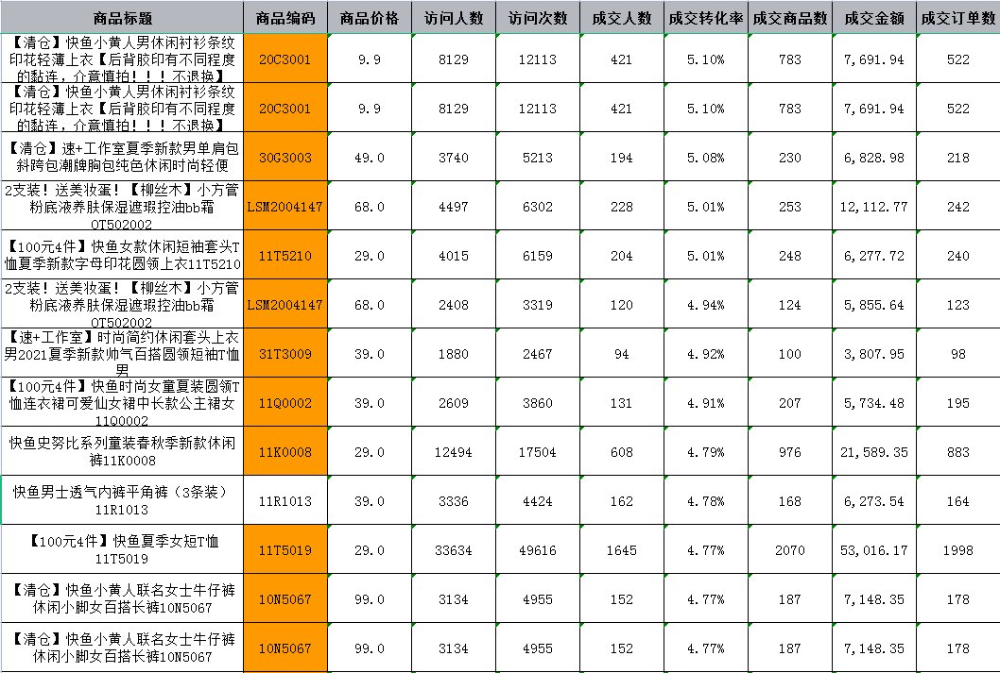 商品标题 商品编码 商品价格 访问人数 访问次数 成交人数 成交转化率 成交商品数 成交金额 成交订单数
【清仓】快鱼小黄人男休闲衬衫条纹
印花轻薄上衣【后背胶印有不同程度
的黏连，介意慎拍！！！不退换】
20C3001 9.9 8129 12113 421 5.10% 783 7,691.94 522
【清仓】快鱼小黄人男休闲衬衫条纹
印花轻薄上衣【后背胶印有不同程度
的黏连，介意慎拍！！！不退换】
20C3001 9.9 8129 12113 421 5.10% 783 7,691.94 522
【清仓】速+工作室夏季新款男单肩包
斜跨包潮牌胸包纯色休闲时尚轻便
30G3003 49.0 3740 5213 194 5.08% 230 6,828.98 218
2支装！送美妆蛋！【柳丝木】小方管
粉底液养肤保湿遮瑕控油bb霜
OT502002
LSM2004147 68.0 4497 6302 228 5.01% 253 12,112.77 242
【100元4件】快鱼女款休闲短袖套头T
恤夏季新款字母印花圆领上衣11T5210
11T5210 29.0 4015 6159 204 5.01% 248 6,277.72 240
2支装！送美妆蛋！【柳丝木】小方管
粉底液养肤保湿遮瑕控油bb霜
OT502002
LSM2004147 68.0 2408 3319 120 4.94% 124 5,855.64 123
【速+工作室】时尚简约休闲套头上衣
男2021夏季新款帅气百搭圆领短袖T恤
男
31T3009 39.0 1880 2467 94 4.92% 100 3,807.95 98
【100元4件】快鱼时尚女童夏装圆领T
恤连衣裙可爱仙女裙中长款公主裙女
11Q0002
11Q0002 39.0 2609 3860 131 4.91% 207 5,734.48 195
快鱼史努比系列童装春秋季新款休闲
裤11K0008
11K0008 29.0 12494 17504 608 4.79% 976 21,589.35 883
快鱼男士透气内裤平角裤（3条装）
11R1013
11R1013 39.0 3336 4424 162 4.78% 168 6,273.54 164
【100元4件】快鱼夏季女短T恤
11T5019
11T5019 29.0 33634 49616 1645 4.77% 2070 53,016.17 1998
【清仓】快鱼小黄人联名女士牛仔裤
休闲小脚女百搭长裤10N5067
10N5067 99.0 3134 4955 152 4.77% 187 7,148.35 178
【清仓】快鱼小黄人联名女士牛仔裤
休闲小脚女百搭长裤10N5067
10N5067 99.0 3134 4955 152 4.77% 187 7,148.35 178